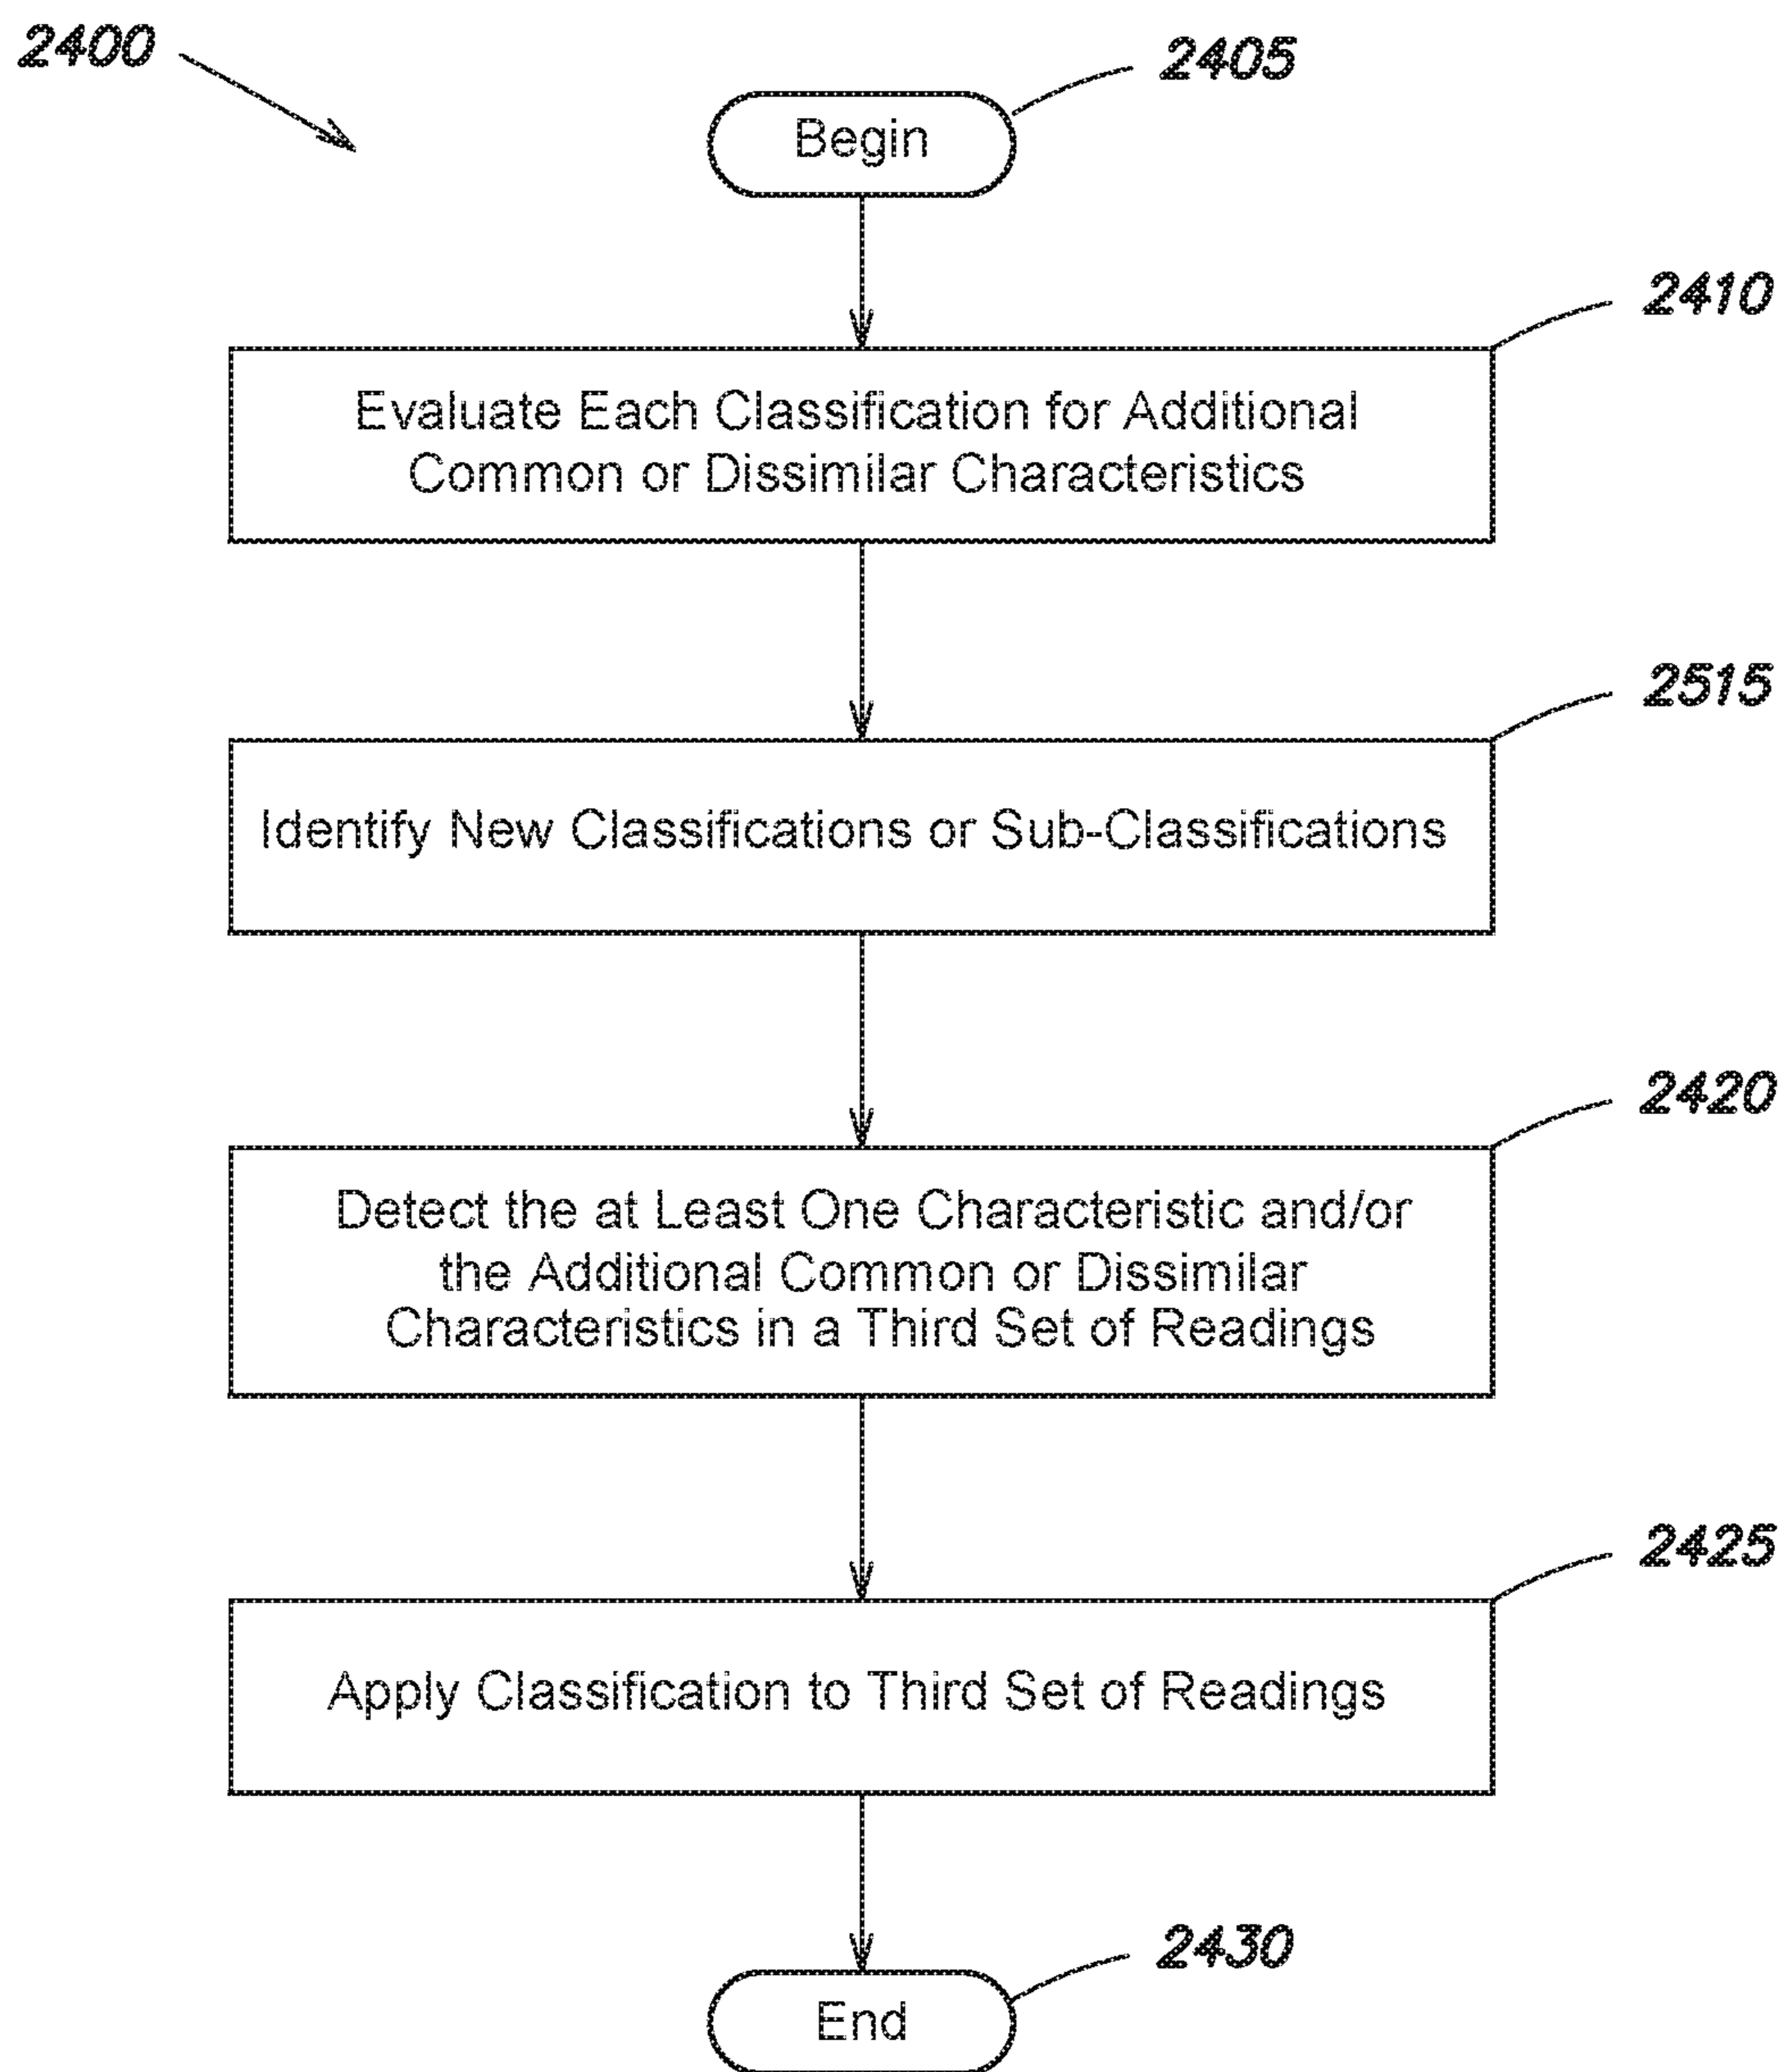 2400
2405
Begin
2410
Evaluate Each Classification for Additional
Common or Dissimilar Characteristics
2515
Identify New Classifications or Sub-Classifications
2420
Detect the at Least One Characteristic and/or
the Additional Common or Dissimilar
Characteristics in a Third Set of Readings
2425
Apply Classification to Third Set of Readings
2430
End